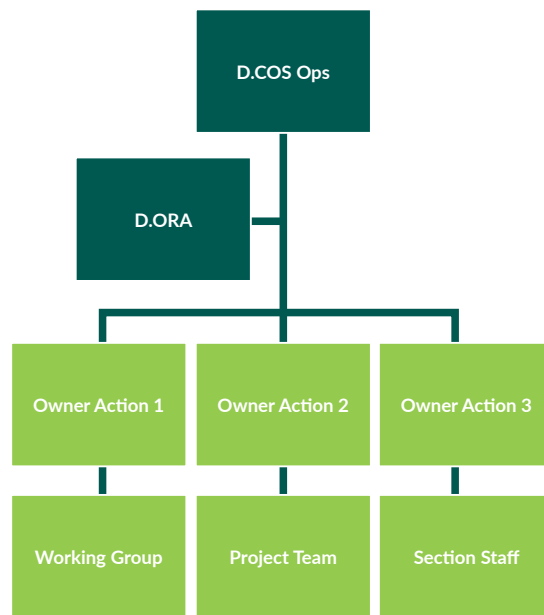 D.COS Ops
D.ORA
Owner Action 1
Owner Action 2
Owner Action 3
Working Group
Project Team
Section Staff